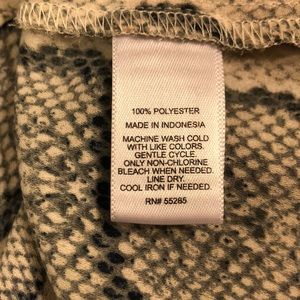 100% POLYESTER
MADE IN INDONESIA
MACHINE WASH COLD
WITH LIKE COLORS.
GENTLE CYCLE.
ONLY NON-CHLORINE
BLEACH WHEN NEEDED.
LINE DRY.
COOL IRON IF NEEDED.
RN# 55285